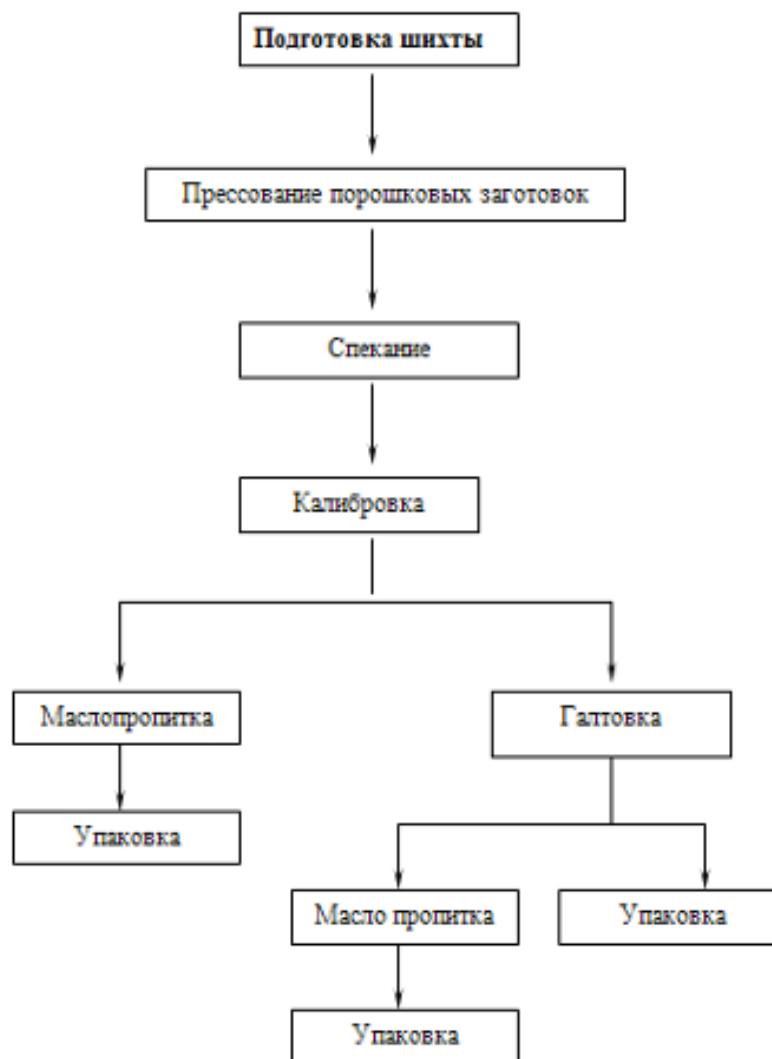 Подготовка шихты
Прессование порошковых заготовок
Спекание
Калибровка
Маслопропитка
Галтовка
Упаковка
Масло пропитка
Упаковка
Упаковка